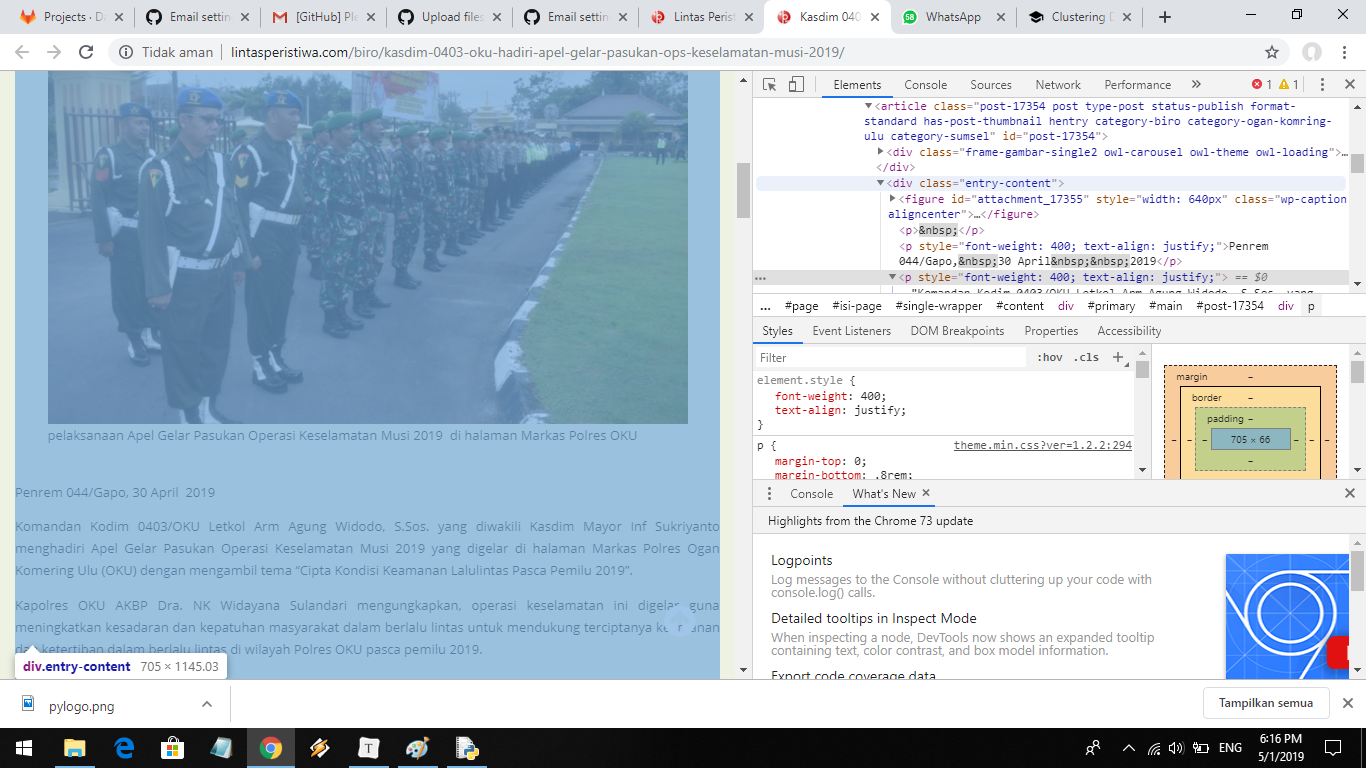 Projects · Da
Email settin
[GitHub] Ple
Upload files
Email settin
Lintas Perist
Kasdim 040
WhatsApp
Clustering D
Tidak aman
lintasperistiwa.com/biro/kasdim-0403-oku-hadiri-apel-gelar-pasukan-ops-keselamatan-musi-2019/
pelaksanaan Apel Gelar Pasukan Operasi Keselamatan Musi 2019 di halaman Markas Polres OKU
Penrem 044/Gapo, 30 April 2019
Komandan Kodim 0403/OKU Letkol Arm Agung Widodo, S.Sos. yang diwakili Kasdim Mayor Inf Sukriyanto
menghadiri Apel Gelar Pasukan Operasi Keselamatan Musi 2019 yang digelar di halaman Markas Polres Ogan
Komering Ulu (OKU) dengan mengambil tema “Cipta Kondisi Keamanan Lalulintas Pasca Pemilu 2019”.
Kapolres OKU AKBP Dra. NK Widayana Sulandari mengungkapkan, operasi keselamatan ini digelar guna
meningkatkan kesadaran dan kepatuhan masyarakat dalam berlalu lintas untuk mendukung terciptanya
ketertiban dalam berlalu lintas di wilayah Polres OKU pasca pemilu 2019.
div.entry-content 705 × 1145.03
Elements Console Sources Network Performance » 1 1
<article class="post-17354 post type-post status-publish format-
standard has-post-thumbnail hentry category-biro category-ogan-komring-
ulu category-sumsel" id="post-17354">
<div class="frame-gambar-single2 owl-carousel owl-theme owl-loading">…
</div>
<div class="entry-content">
<figure id="attachment_17355" style="width: 640px" class="wp-caption
aligncenter">…</figure>
<p>&nbsp;</p>
<p style="font-weight: 400; text-align: justify;">Penrem
044/Gapo,&nbsp;30 April&nbsp;&nbsp;2019</p>
<p style="font-weight: 400; text-align: justify;"> == $0
"Komandan Kodim 0403/OKU Letkol Arm Agung Widodo, S.Sos. yang
... #page #isi-page #single-wrapper #content div #primary #main #post-17354 div p
Styles Event Listeners DOM Breakpoints Properties Accessibility
Filter :hov .cls +
element.style {
font-weight: 400;
text-align: justify;
}
p { theme.min.css?ver=1.2.2:294
margin-top: 0;
margin-bottom: .8rem;
margin –
border –
padding –
– – – 705 × 66 – – –
–
Console What's New
Highlights from the Chrome 73 update
Logpoints
Log messages to the Console without cluttering up your code with
console.log() calls.
Detailed tooltips in Inspect Mode
When inspecting a node, DevTools now shows an expanded tooltip
containing text, color contrast, and box model information.
Export code coverage data
pylogo.png
Tampilkan semua
ENG
6:16 PM
5/1/2019